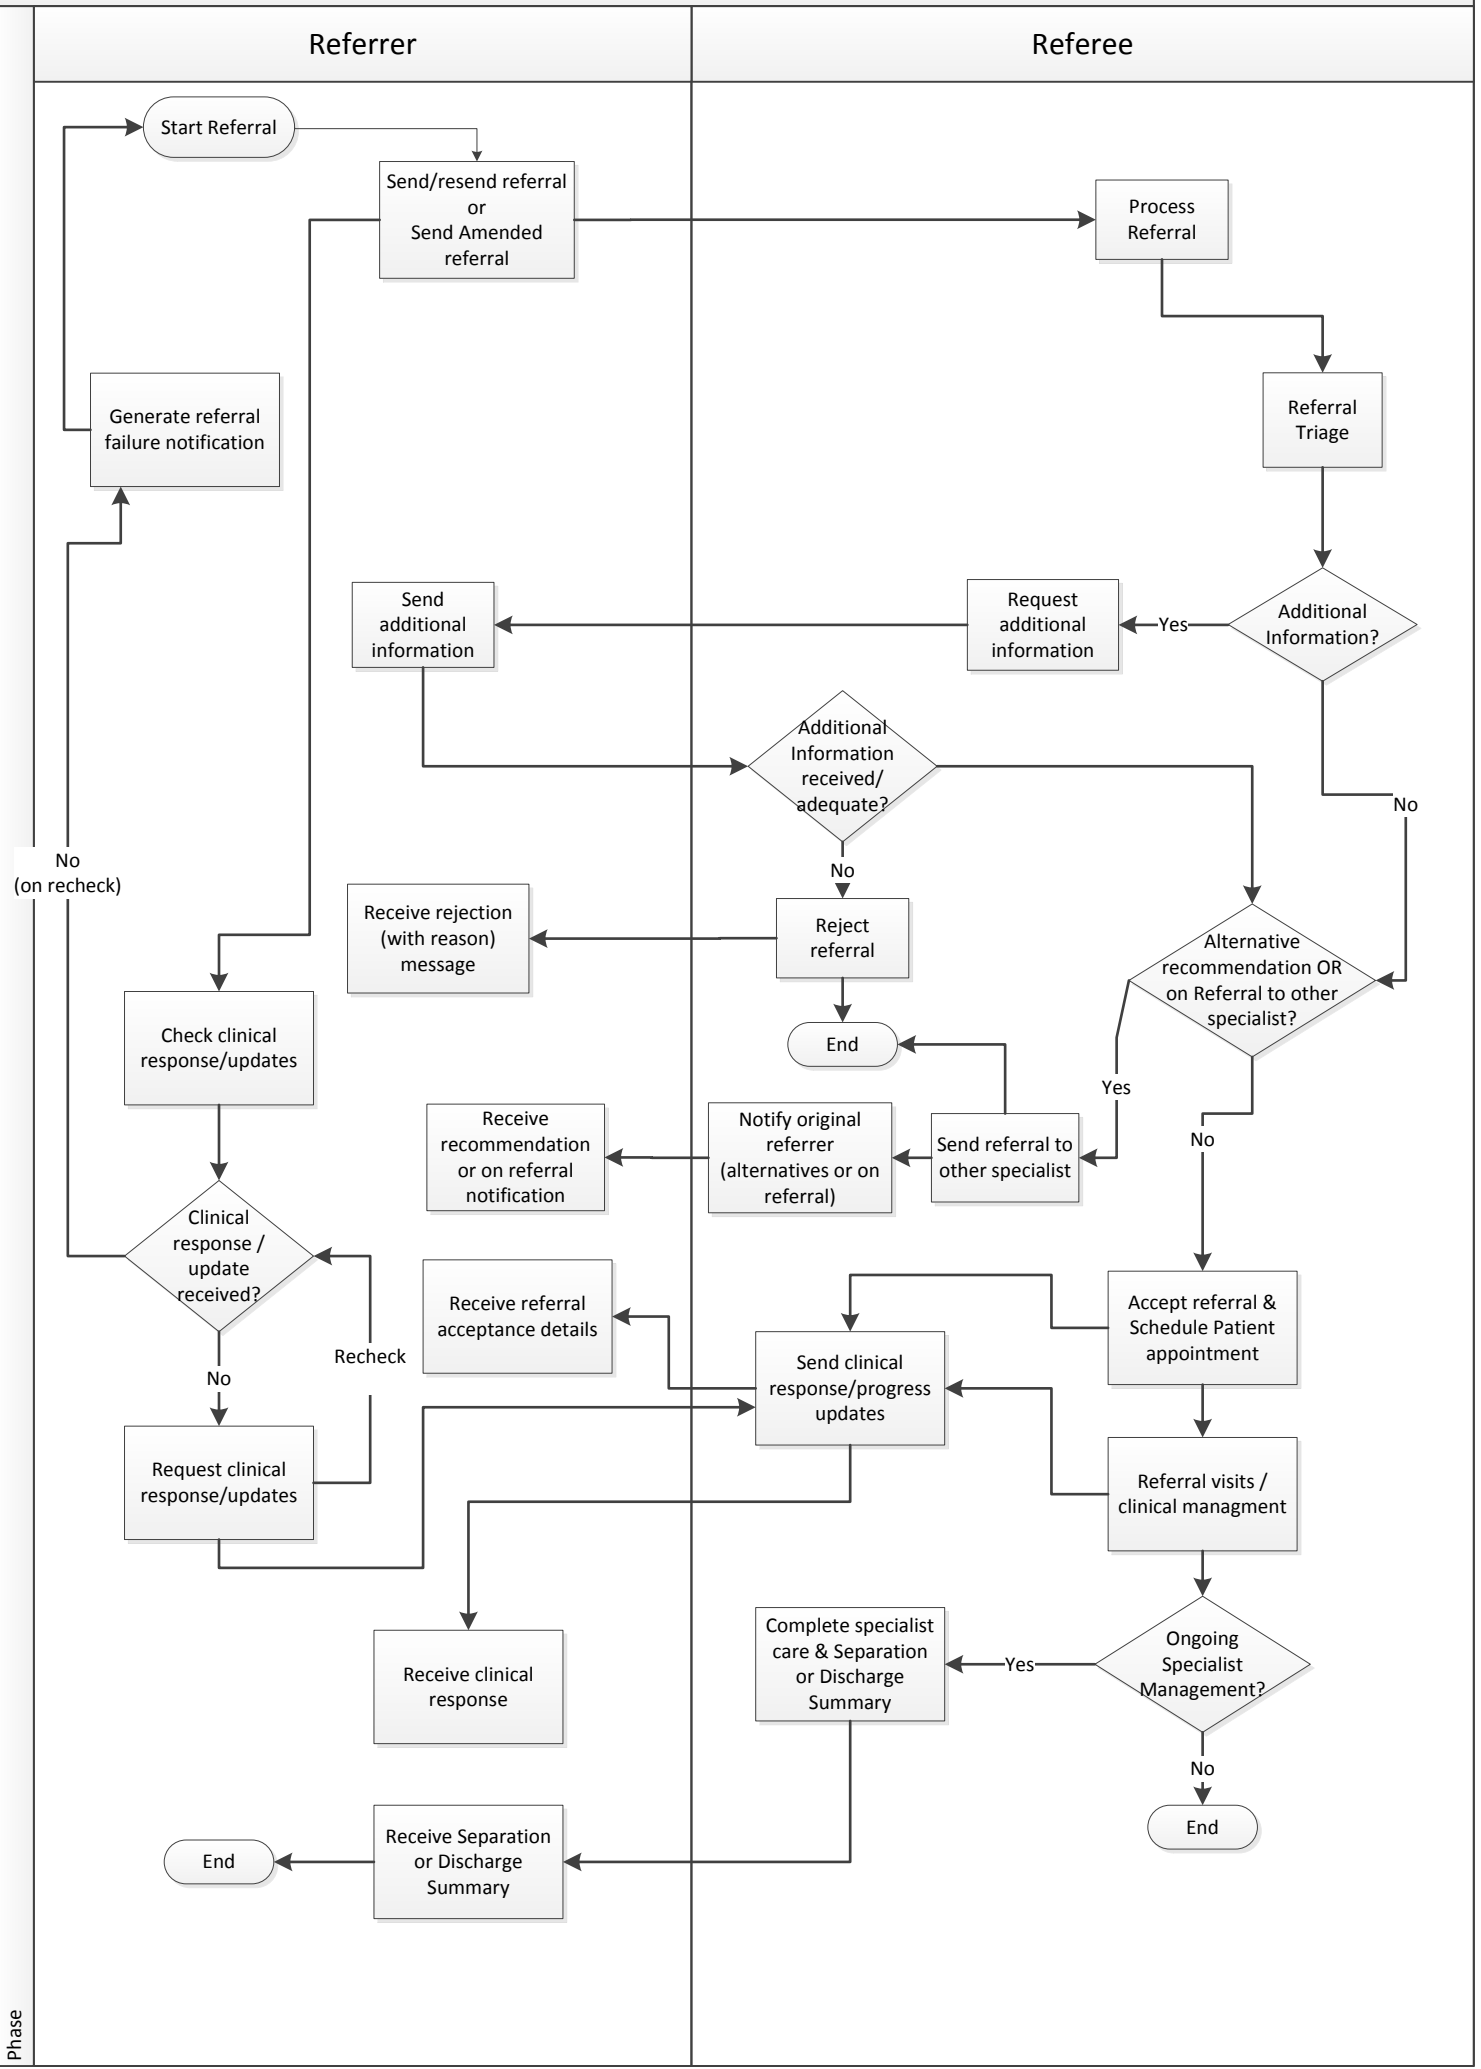 Referrer
Referee
Start Referral
Send/resend referral
or
Send Amended
referral
Process
Referral
Generate referral
failure notification
Referral
Triage
Send
additional
information
Request
additional
information
Yes
Additional
Information?
Additional
Information
received/
adequate?
No
No
(on recheck)
No
Receive rejection
(with reason)
message
Reject
referral
Alternative
recommendation OR
on Referral to other
specialist?
Check clinical
response/updates
End
Yes
Receive
recommendation
or on referral
notification
Notify original
referrer
(alternatives or on
referral)
Send referral to
other specialist
No
Clinical
response /
update
received?
Receive referral
acceptance details
Accept referral &
Schedule Patient
appointment
Recheck
No
Send clinical
response/progress
updates
Request clinical
response/updates
Referral visits /
clinical managment
Receive clinical
response
Complete specialist
care & Separation
or Discharge
Summary
Yes
Ongoing
Specialist
Management?
No
End
Receive Separation
or Discharge
Summary
End
Phase